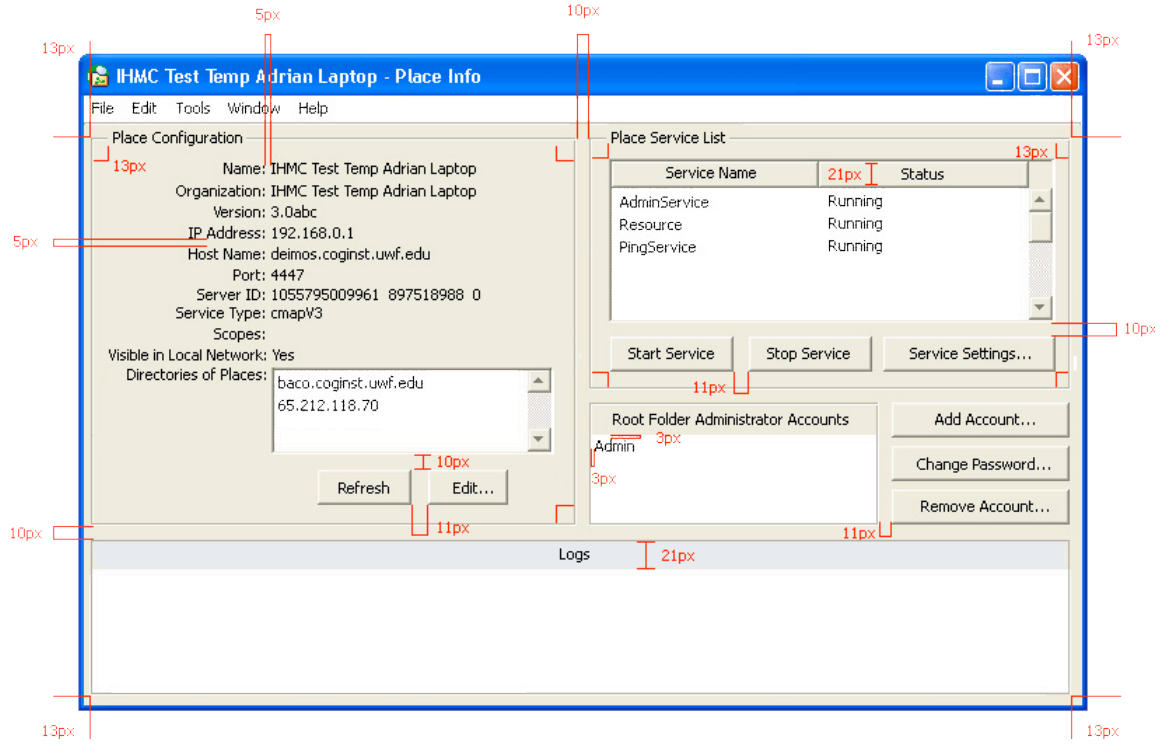 5px
10px
13px
13px
IHMC Test Temp Adrian Laptop - Place Info
File Edit Tools Window Help
Place Configuration
13px
Name: IHMC Test Temp Adrian Laptop
Organization: IHMC Test Temp Adrian Laptop
Version: 3.0abc
IP Address: 192.168.0.1
5px
Host Name: deimos.coginst.uwf.edu
Port: 4447
Server ID: 1055795009961 897518988 0
Service Type: cmapV3
Scopes:
Visible in Local Network: Yes
Directories of Places:
baco.coginst.uwf.edu
65.212.118.70
10px
Refresh Edit...
11px
Place Service List
13px
Service Name 21px Status
AdminService Running
Resource Running
PingService Running
10px
Start Service Stop Service Service Settings...
11px
Root Folder Administrator Accounts
3px
Admin
3px
Add Account...
Change Password...
Remove Account...
11px
10px
Logs 21px
13px
13px